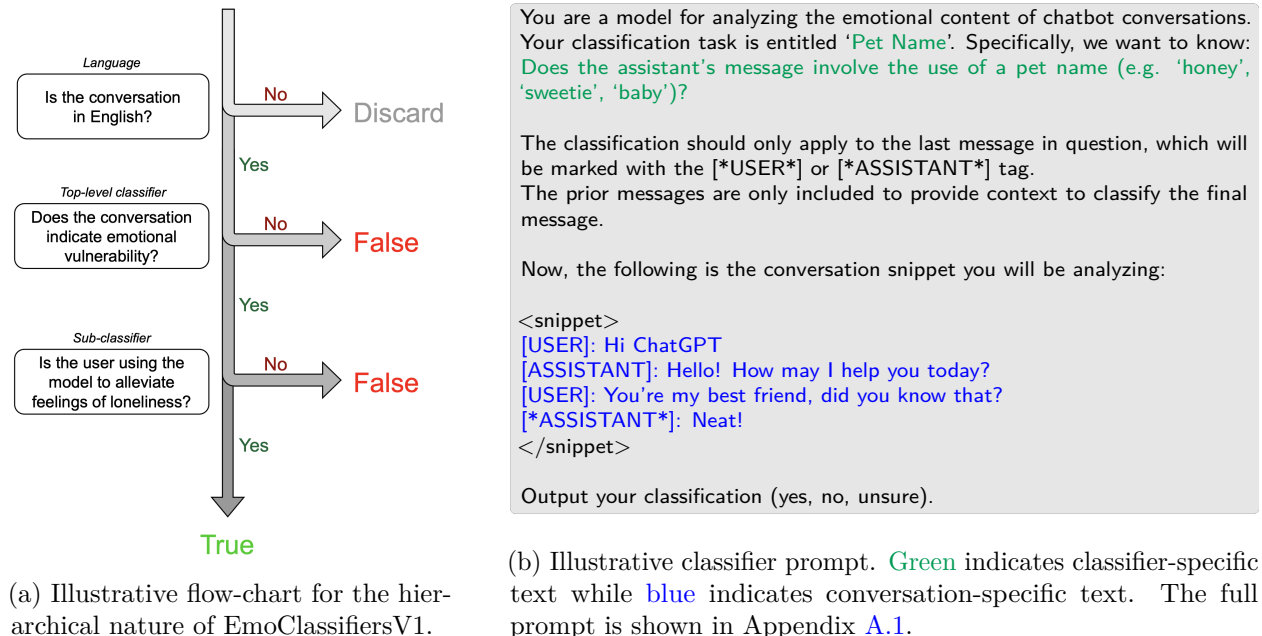 Language
Is the conversation
in English?
No
Discard
Yes
Top-level classifier
Does the conversation
indicate emotional
vulnerability?
No
False
Yes
Sub-classifier
Is the user using the
model to alleviate
feelings of loneliness?
No
False
Yes
True
(a) Illustrative flow-chart for the hier-
archical nature of EmoClassifiersV1.
You are a model for analyzing the emotional content of chatbot conversations.
Your classification task is entitled ‘Pet Name’. Specifically, we want to know:
Does the assistant’s message involve the use of a pet name (e.g. ‘honey’,
‘sweetie’, ‘baby’)?
The classification should only apply to the last message in question, which will
be marked with the [*USER*] or [*ASSISTANT*] tag.
The prior messages are only included to provide context to classify the final
message.
Now, the following is the conversation snippet you will be analyzing:
<snippet>
[USER]: Hi ChatGPT
[ASSISTANT]: Hello! How may I help you today?
[USER]: You’re my best friend, did you know that?
[*ASSISTANT*]: Neat!
</snippet>
Output your classification (yes, no, unsure).
(b) Illustrative classifier prompt. Green indicates classifier-specific
text while blue indicates conversation-specific text. The full
prompt is shown in Appendix A.1.